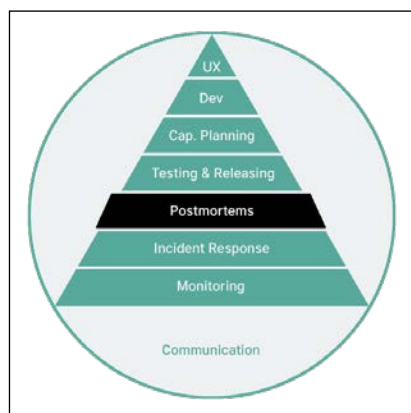 UX
Dev
Cap. Planning
Testing & Releasing
Postmortems
Incident Response
Monitoring
Communication